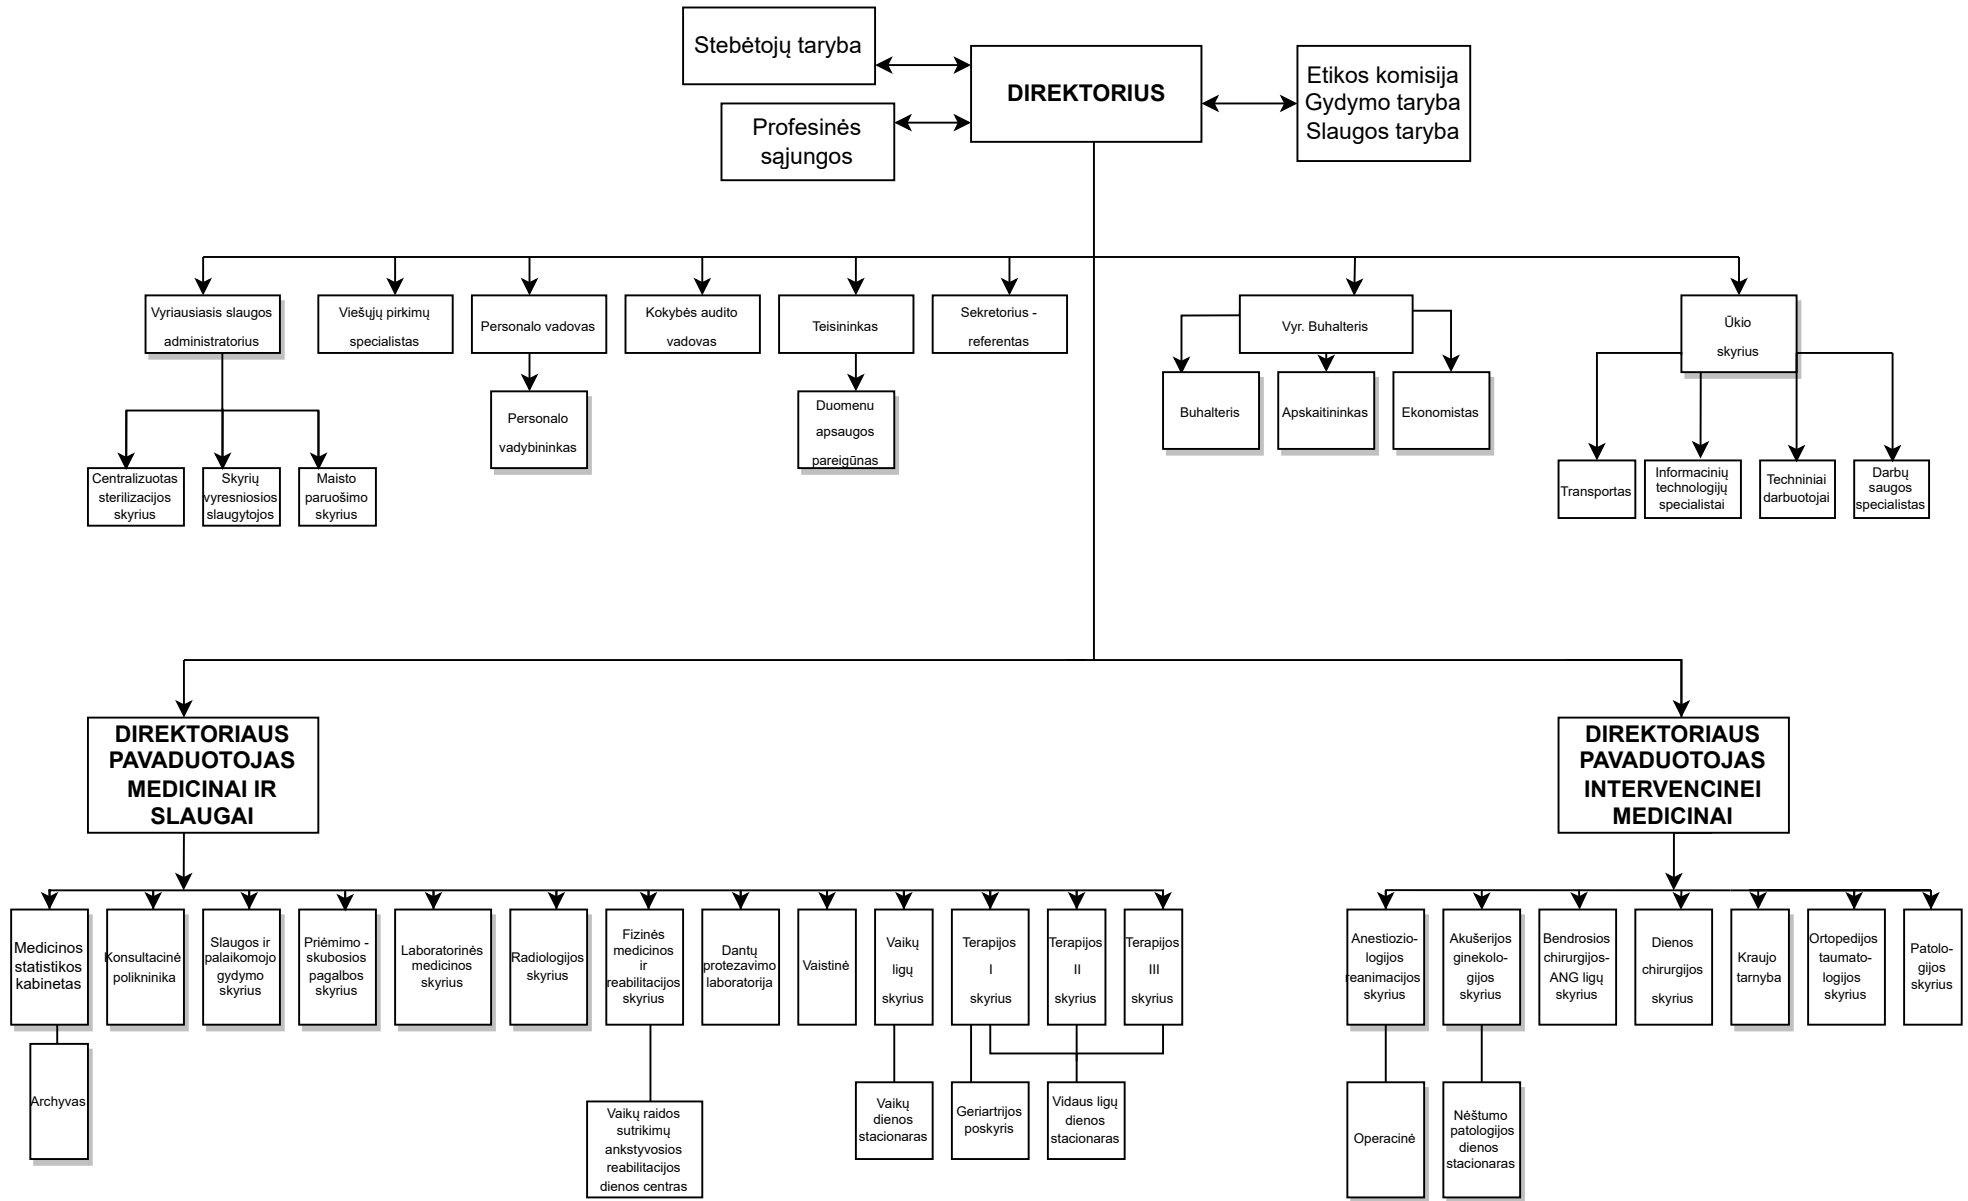 Stebėtojų taryba
DIREKTORIUS
Etikos komisija
Gydymo taryba
Slaugos taryba
Profesinės
sąjungos
Vyriausiasis slaugos
administratorius
Viešųjų pirkimų
specialistas
Personalo vadovas
Kokybės audito
vadovas
Teisininkas
Sekretorius -
referentas
Vyr. Buhalteris
Ūkio
skyrius
Personalo
vadybininkas
Duomenu
apsaugos
pareigūnas
Buhalteris
Apskaitininkas
Ekonomistas
Centralizuotas
sterilizacijos
skyrius
Skyrių
vyresniosios
slaugytojos
Maisto
paruošimo
skyrius
Transportas
Informacinių
technologijų
specialistai
Techniniai
darbuotojai
Darbų
saugos
specialistas
DIREKTORIAUS
PAVADUOTOJAS
MEDICINAI IR
SLAUGAI
DIREKTORIAUS
PAVADUOTOJAS
INTERVENCINEI
MEDICINAI
Medicinos
statistikos
kabinetas
Konsultacinė
polikninika
Slaugos ir
palaikomojo
gydymo
skyrius
Priėmimo -
skubosios
pagalbos
skyrius
Laboratorinės
medicinos
skyrius
Radiologijos
skyrius
Fizinės
medicinos
ir
reabilitacijos
skyrius
Dantų
protezavimo
laboratorija
Vaistinė
Vaikų
ligų
skyrius
Terapijos
I
skyrius
Terapijos
II
skyrius
Terapijos
III
skyrius
Anestiozio-
logijos
reanimacijos
skyrius
Akušerijos
ginekolo-
gijos
skyrius
Bendrosios
chirurgijos-
ANG ligų
skyrius
Dienos
chirurgijos
skyrius
Kraujo
tarnyba
Ortopedijos
taumato-
logijos
skyrius
Patolo-
gijos
skyrius
Archyvas
Vaikų raidos
sutrikimų
ankstyvosios
reabilitacijos
dienos centras
Vaikų
dienos
stacionaras
Geriartrijos
poskyris
Vidaus ligų
dienos
stacionaras
Operacinė
Nėštumo
patologijos
dienos
stacionaras